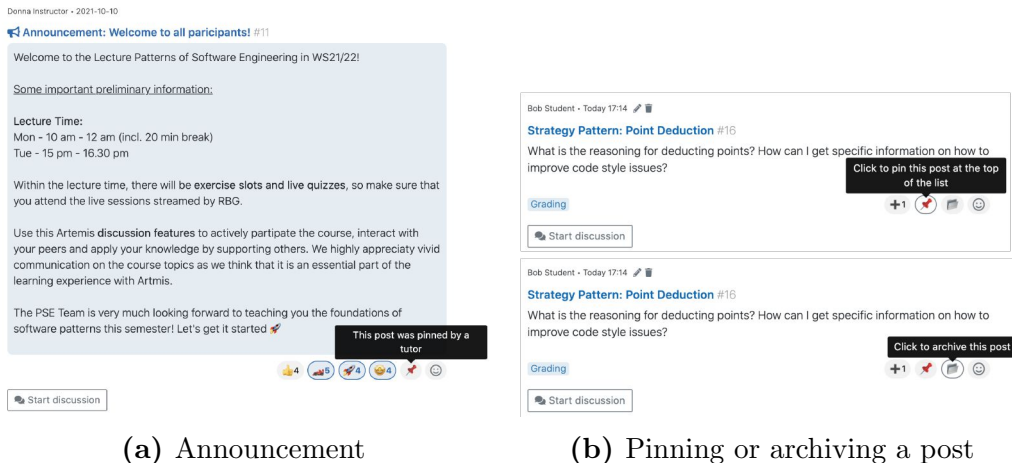 Donna Instructor • 2021-10-10
Announcement: Welcome to all paricipants! #11
Welcome to the Lecture Patterns of Software Engineering in WS21/22!
Some important preliminary information:
Lecture Time:
Mon - 10 am - 12 am (incl. 20 min break)
Tue - 15 pm - 16.30 pm
Within the lecture time, there will be exercise slots and live quizzes, so make sure that
you attend the live sessions streamed by RBG.
Use this Artemis discussion features to actively partipate the course, interact with
your peers and apply your knowledge by supporting others. We highly appreciaty vivid
communication on the course topics as we think that it is an essential part of the
learning experience with Artmis.
The PSE Team is very much looking forward to teaching you the foundations of
software patterns this semester! Let's get it started 🚀
This post was pinned by a
tutor
4 5 4 4
Start discussion
(a) Announcement
Bob Student • Today 17:14
Strategy Pattern: Point Deduction #16
What is the reasoning for deducting points? How can I get specific information on how to
improve code style issues?
Click to pin this post at the top
of the list
Grading
+1
Start discussion
Bob Student • Today 17:14
Strategy Pattern: Point Deduction #16
What is the reasoning for deducting points? How can I get specific information on how to
improve code style issues?
Click to archive this post
Grading
+1
Start discussion
(b) Pinning or archiving a post